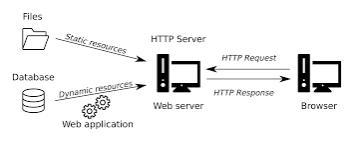 Files
Static resources
HTTP Server
HTTP Request
Database
Dynamic resources
HTTP Response
Web server
Browser
Web application